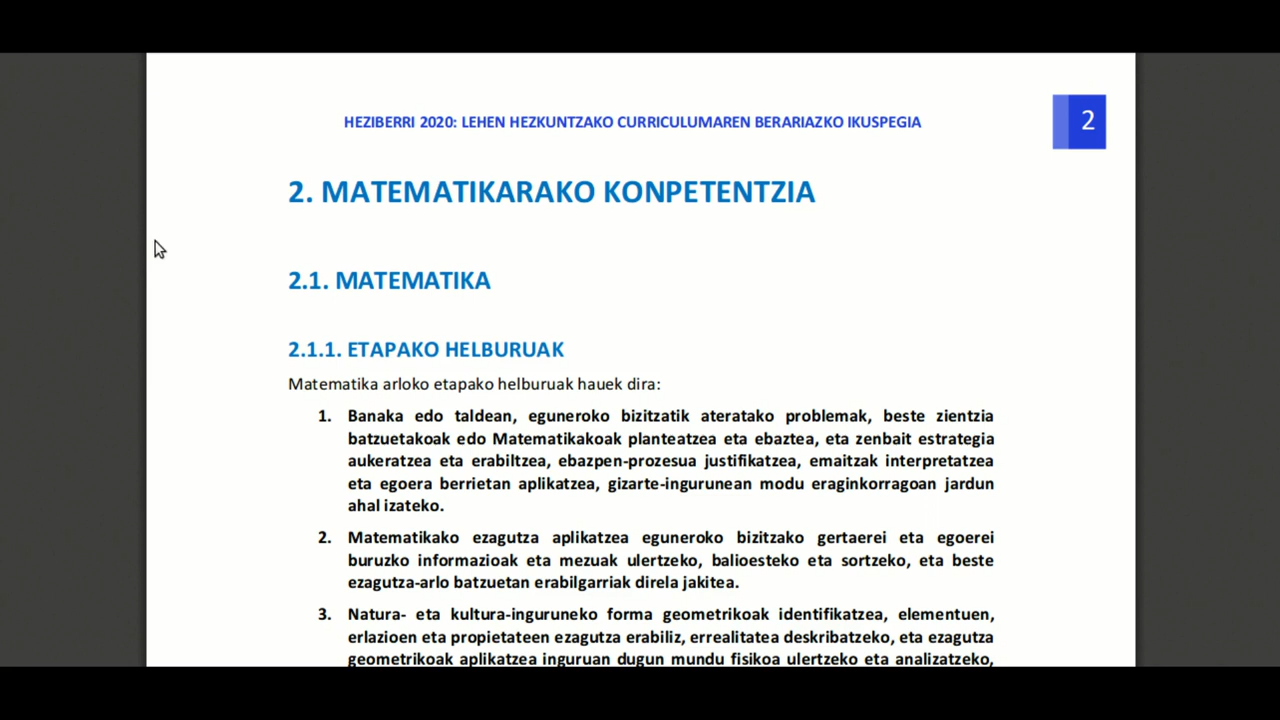 HEZIBERRI 2020: LEHEN HEZKUNTZAKO CURRICULUMAREN BERARIAZKO IKUSPEGIA
2
2. MATEMATIKARAKO KONPETENTZIA
2.1. MATEMATIKA
2.1.1. ETAPAKO HELBURUAK
Matematika arloko etapako helburuak hauek dira:
1. Banaka edo taldean, eguneroko bizitzatik ateratako problemak, beste zientzia
batzuetakoak edo Matematikakoak planteatzea eta ebaztea, eta zenbait estrategia
aukeratzea eta erabiltzea, ebazpen-prozesua justifikatzea, emaitzak interpretatzea
eta egoera berrietan aplikatzea, gizarte-ingurunean modu eraginkorragoan jardun
ahal izateko.
2. Matematikako ezagutza aplikatzea eguneroko bizitzako gertaerei eta egoerei
buruzko informazioak eta mezuak ulertzeko, balioesteko eta sortzeko, eta beste
ezagutza-arlo batzuetan erabilgarriak direla jakitea.
3. Natura- eta kultura-inguruneko forma geometrikoak identifikatzea, elementuen,
erlazioen eta propietateen ezagutza erabiliz, errealitatea deskribatzeko, eta ezagutza
geometrikoak aplikatzea inguruan dugun mundu fisikoa ulertzeko eta analizatzeko,